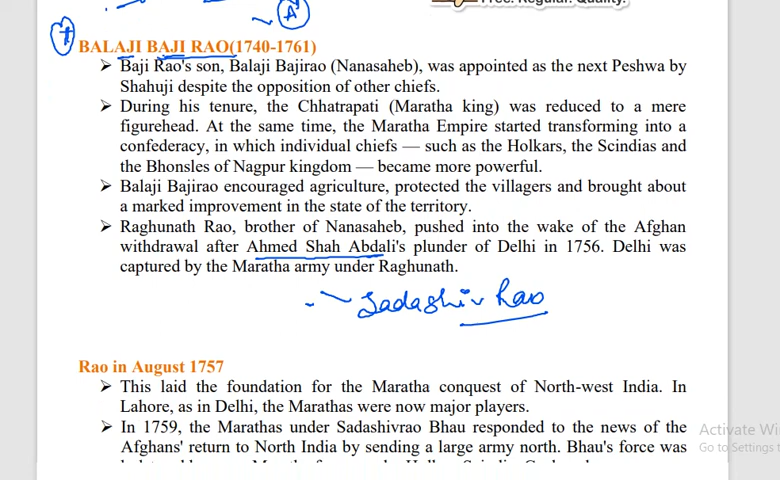 Free. Regular. Quality.
A
7
BALAJI BAJI RAO(1740-1761)
➤ Baji Rao's son, Balaji Bajirao (Nanasaheb), was appointed as the next Peshwa by
Shahuji despite the opposition of other chiefs.
➤ During his tenure, the Chhatrapati (Maratha king) was reduced to a mere
figurehead. At the same time, the Maratha Empire started transforming into a
confederacy, in which individual chiefs — such as the Holkars, the Scindias and
the Bhonsles of Nagpur kingdom — became more powerful.
➤ Balaji Bajirao encouraged agriculture, protected the villagers and brought about
a marked improvement in the state of the territory.
➤ Raghunath Rao, brother of Nanasaheb, pushed into the wake of the Afghan
withdrawal after Ahmed Shah Abdali's plunder of Delhi in 1756. Delhi was
captured by the Maratha army under Raghunath.
Sadashiv Rao
Rao in August 1757
➤ This laid the foundation for the Maratha conquest of North-west India. In
Lahore, as in Delhi, the Marathas were now major players.
➤ In 1759, the Marathas under Sadashivrao Bhau responded to the news of the
Afghans' return to North India by sending a large army north. Bhau's force was
Activate Wi
Go to Settings t